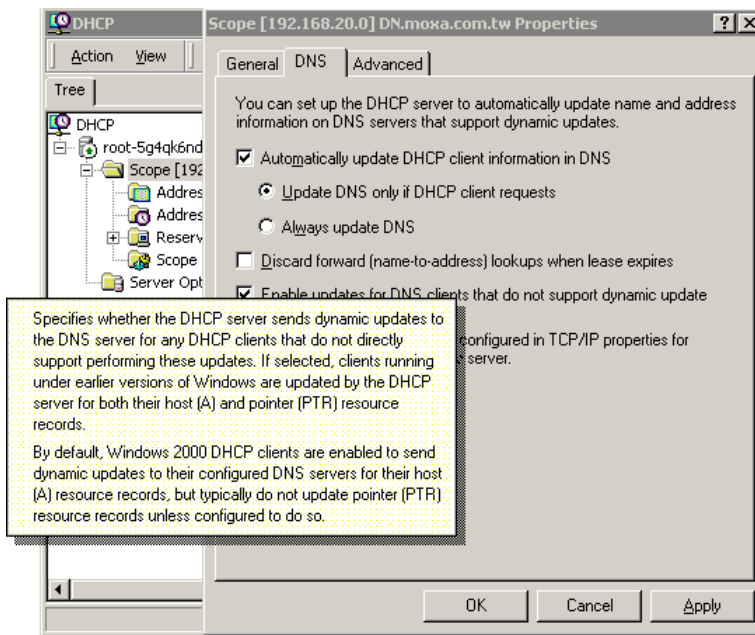 DHCP
Action View
Tree
DHCP
root-5g4qk6nd
Scope [192
Addres
Addres
Reserv
Scope
Server Opt
Scope [192.168.20.0] DN.moxa.com.tw Properties
General DNS Advanced
You can set up the DHCP server to automatically update name and address
information on DNS servers that support dynamic updates.
Automatically update DHCP client information in DNS
Update DNS only if DHCP client requests
Always update DNS
Discard forward (name-to-address) lookups when lease expires
Enable updates for DNS clients that do not support dynamic update
configured in TCP/IP properties for
server.
Specifies whether the DHCP server sends dynamic updates to
the DNS server for any DHCP clients that do not directly
support performing these updates. If selected, clients running
under earlier versions of Windows are updated by the DHCP
server for both their host (A) and pointer (PTR) resource
records.
By default, Windows 2000 DHCP clients are enabled to send
dynamic updates to their configured DNS servers for their host
(A) resource records, but typically do not update pointer (PTR)
resource records unless configured to do so.
OK Cancel Apply